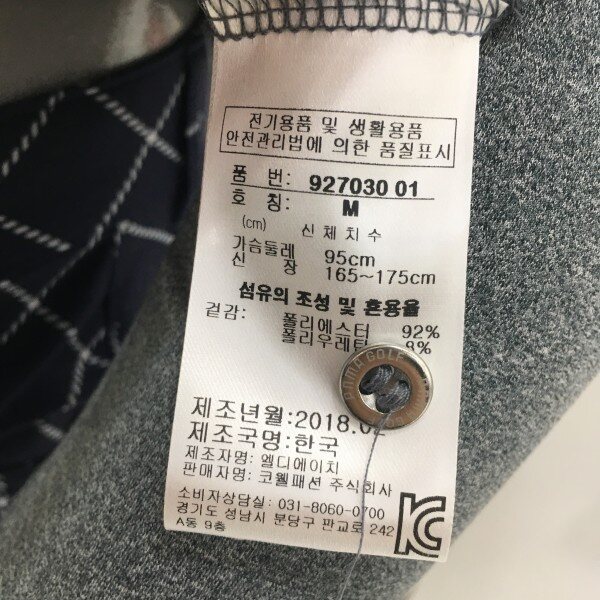 전기용품 및 생활용품
안전관리법에 의한 품질표시
품 번: 927030 01
호 칭: M
(cm) 신체치수
가슴둘레 95cm
신 장 165~175cm
섬유의 조성 및 혼용율
겉감: 폴리에스터 92%
폴리우레탄 8%
PUMA GOLF
제조년월:2018.02
제조국명:한국
제조자명: 엘디에이치
판매자명: 코웰패션 주식회사
소비자상담실: 031-8060-0700
경기도 성남시 분당구 판교로 242
A동 9층